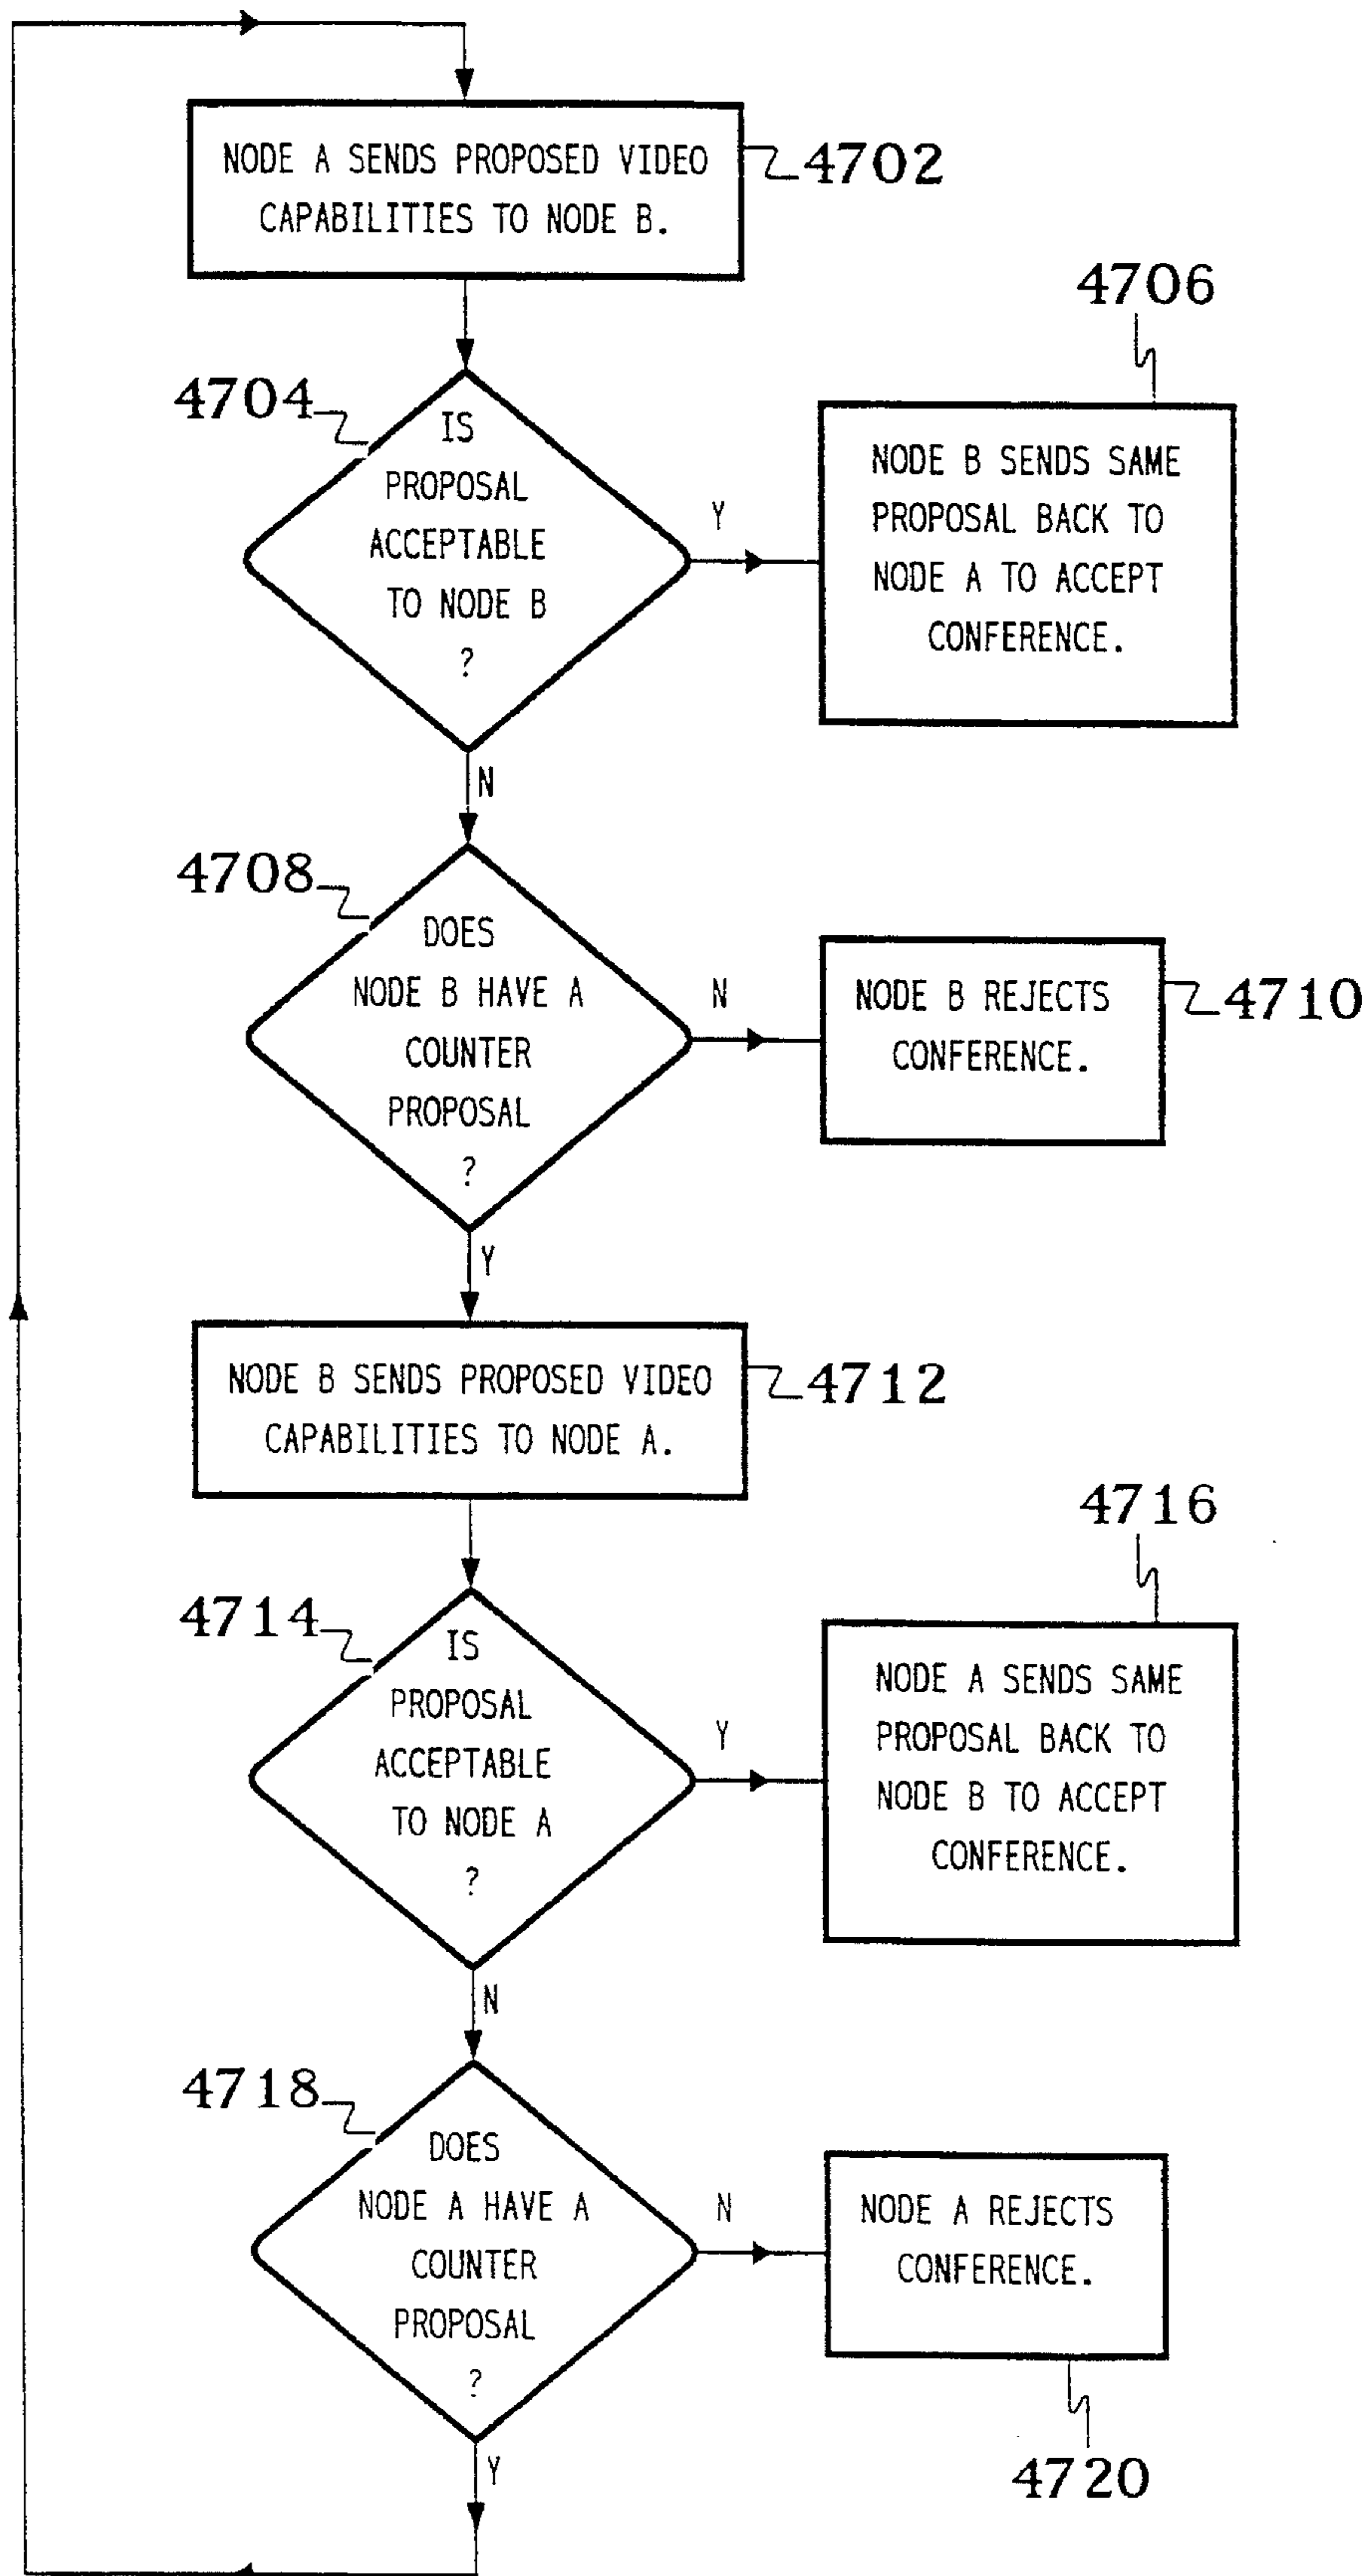 NODE A SENDS PROPOSED VIDEO
CAPABILITIES TO NODE B.
4702
4706
4704
IS
PROPOSAL
ACCEPTABLE
TO NODE B
?
Y
NODE B SENDS SAME
PROPOSAL BACK TO
NODE A TO ACCEPT
CONFERENCE.
N
4708
DOES
NODE B HAVE A
COUNTER
PROPOSAL
?
N
NODE B REJECTS
CONFERENCE.
4710
Y
NODE B SENDS PROPOSED VIDEO
CAPABILITIES TO NODE A.
4712
4716
4714
IS
PROPOSAL
ACCEPTABLE
TO NODE A
?
Y
NODE A SENDS SAME
PROPOSAL BACK TO
NODE B TO ACCEPT
CONFERENCE.
N
4718
DOES
NODE A HAVE A
COUNTER
PROPOSAL
?
N
NODE A REJECTS
CONFERENCE.
4720
Y